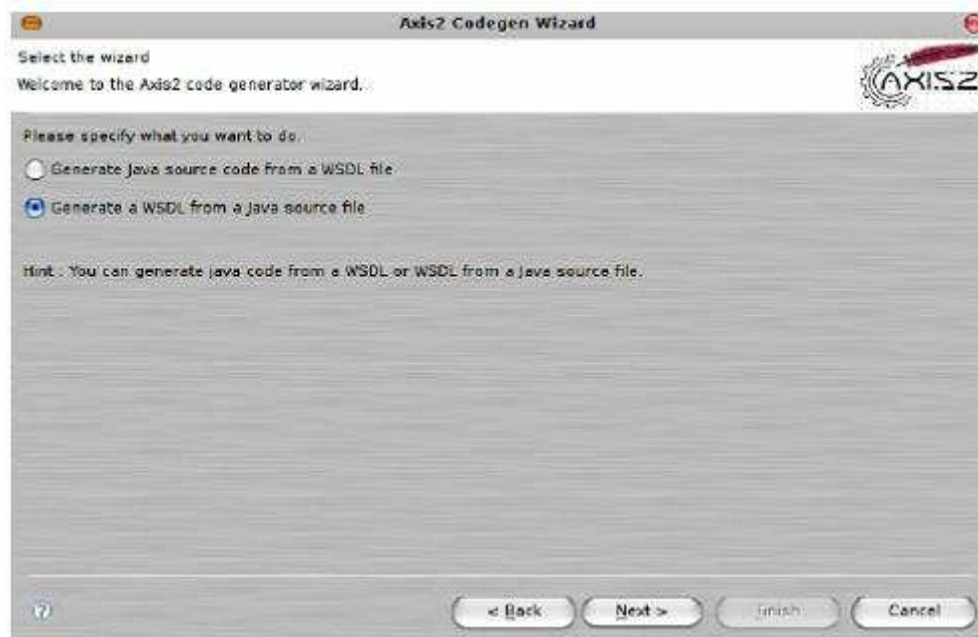 Axis2 Codegen Wizard
Select the wizard
Welcome to the Axis2 code generator wizard.
AXIS2
Please specify what you want to do.
Generate Java source code from a WSDL file
Generate a WSDL from a Java source file
Hint : You can generate java code from a WSDL or WSDL from a Java source file.
< Back Next > Finish Cancel